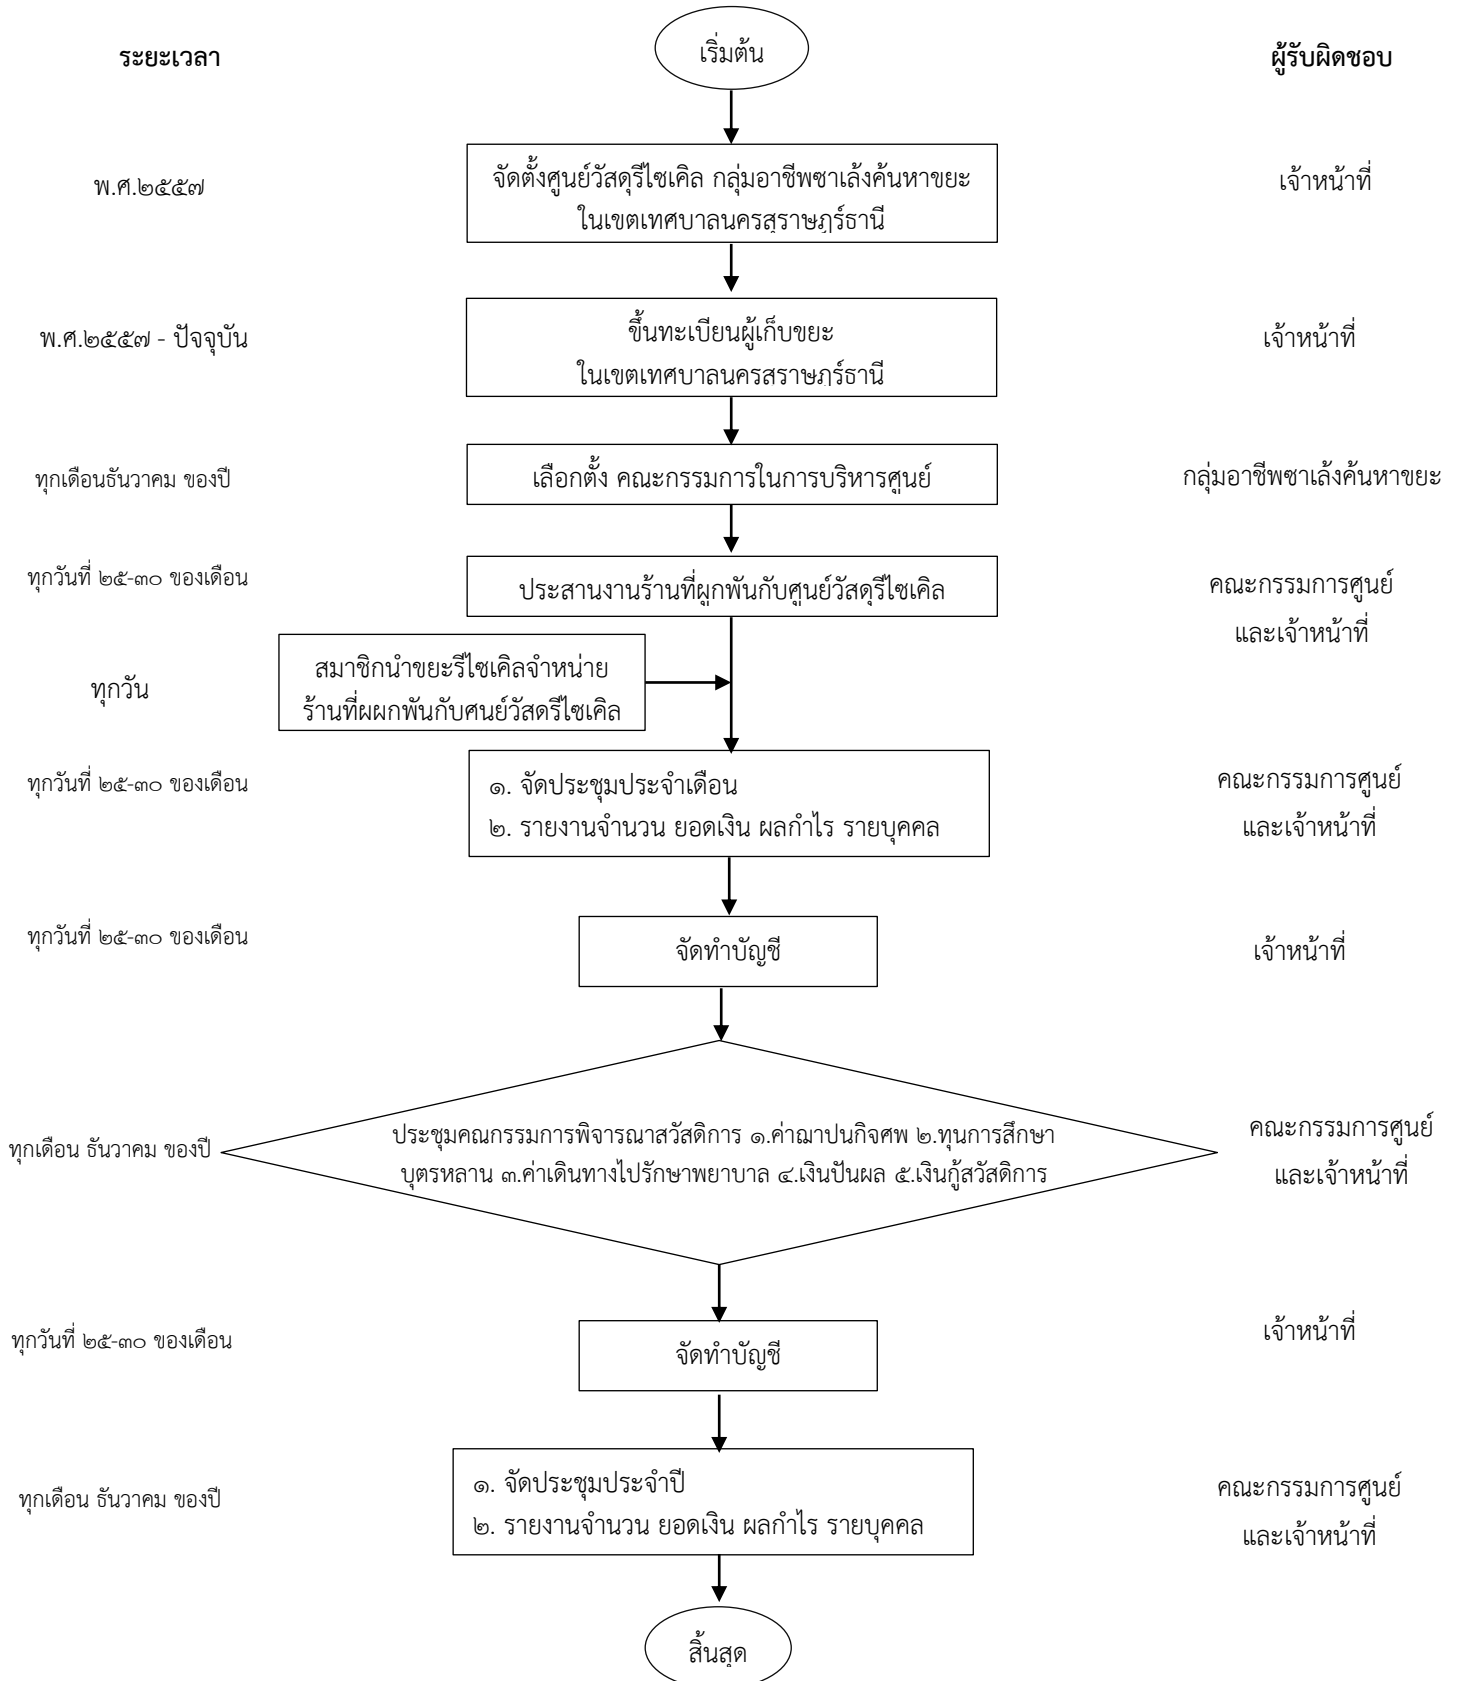 เริ่มต้น
ระยะเวลา
ผู้รับผิดชอบ
พ.ศ.๒๕๕๗
จัดตั้งศูนย์วัสดุรีไซเคิล กลุ่มอาชีพซาเล้งค้นหาขยะ
ในเขตเทศบาลนครสุราษฎร์ธานี
เจ้าหน้าที่
พ.ศ.๒๕๕๗ - ปัจจุบัน
ขึ้นทะเบียนผู้เก็บขยะ
ในเขตเทศบาลนครสุราษฎร์ธานี
เจ้าหน้าที่
ทุกเดือนธันวาคม ของปี
เลือกตั้ง คณะกรรมการในการบริหารศูนย์
กลุ่มอาชีพซาเล้งค้นหาขยะ
ทุกวันที่ ๒๕-๓๐ ของเดือน
ประสานงานร้านที่ผูกพันกับศูนย์วัสดุรีไซเคิล
คณะกรรมการศูนย์
และเจ้าหน้าที่
ทุกวัน
สมาชิกนำขยะรีไซเคิลจำหน่าย
ร้านที่ผผูกพันกับศูนย์วัสดุรีไซเคิล
ทุกวันที่ ๒๕-๓๐ ของเดือน
๑. จัดประชุมประจำเดือน
๒. รายงานจำนวน ยอดเงิน ผลกำไร รายบุคคล
คณะกรรมการศูนย์
และเจ้าหน้าที่
ทุกวันที่ ๒๕-๓๐ ของเดือน
จัดทำบัญชี
เจ้าหน้าที่
ทุกเดือน ธันวาคม ของปี
ประชุมคณกรรมการพิจารณาสวัสดิการ ๑.ค่าฌาปนกิจศพ ๒.ทุนการสึกษา
บุตรหลาน ๓.ค่าเดินทางไปรักษาพยาบาล ๔.เงินปันผล ๕.เงินกู้สวัสดิการ
คณะกรรมการศูนย์
และเจ้าหน้าที่
ทุกวันที่ ๒๕-๓๐ ของเดือน
จัดทำบัญชี
เจ้าหน้าที่
ทุกเดือน ธันวาคม ของปี
๑. จัดประชุมประจำปี
๒. รายงานจำนวน ยอดเงิน ผลกำไร รายบุคคล
คณะกรรมการศูนย์
และเจ้าหน้าที่
สิ้นสุด